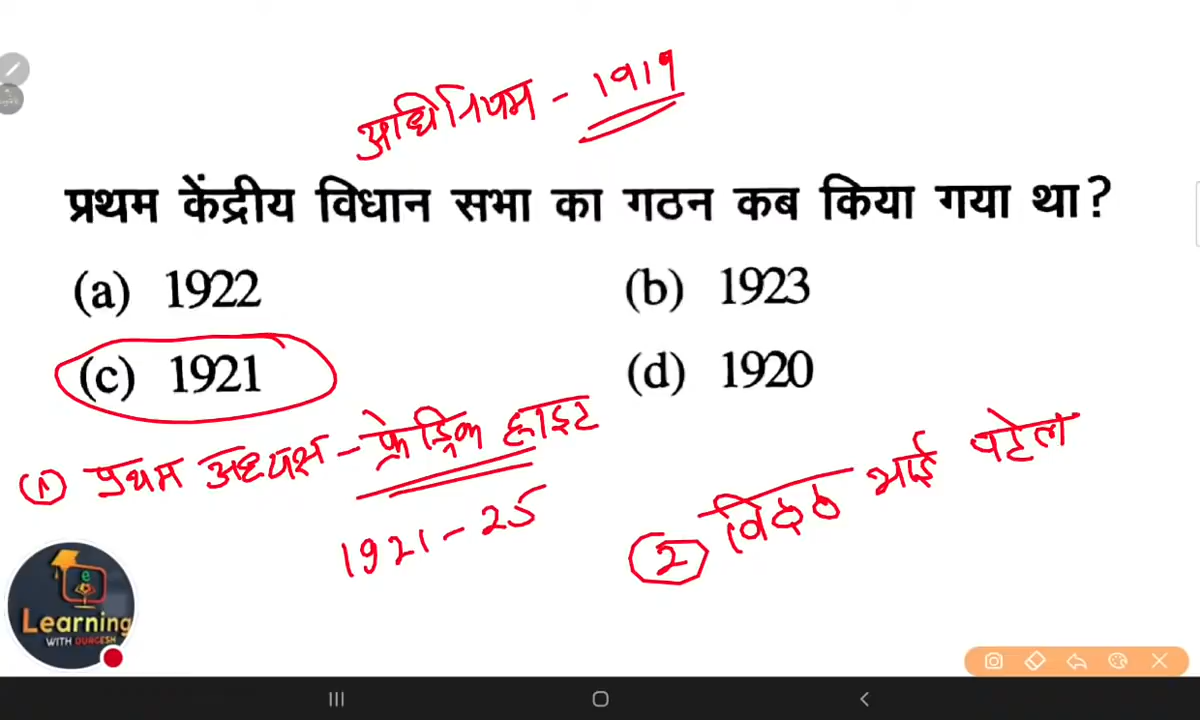 अधिनियम - 1919
प्रथम केंद्रीय विधान सभा का गठन कब किया गया था?
(a) 1922
(b) 1923
(c) 1921
(d) 1920
① प्रथम अध्यक्ष - फ्रेड्रिक ह्वाइट
1921 - 25
② विठठ भाई पटेल
e
Learning
WITH DURGESH